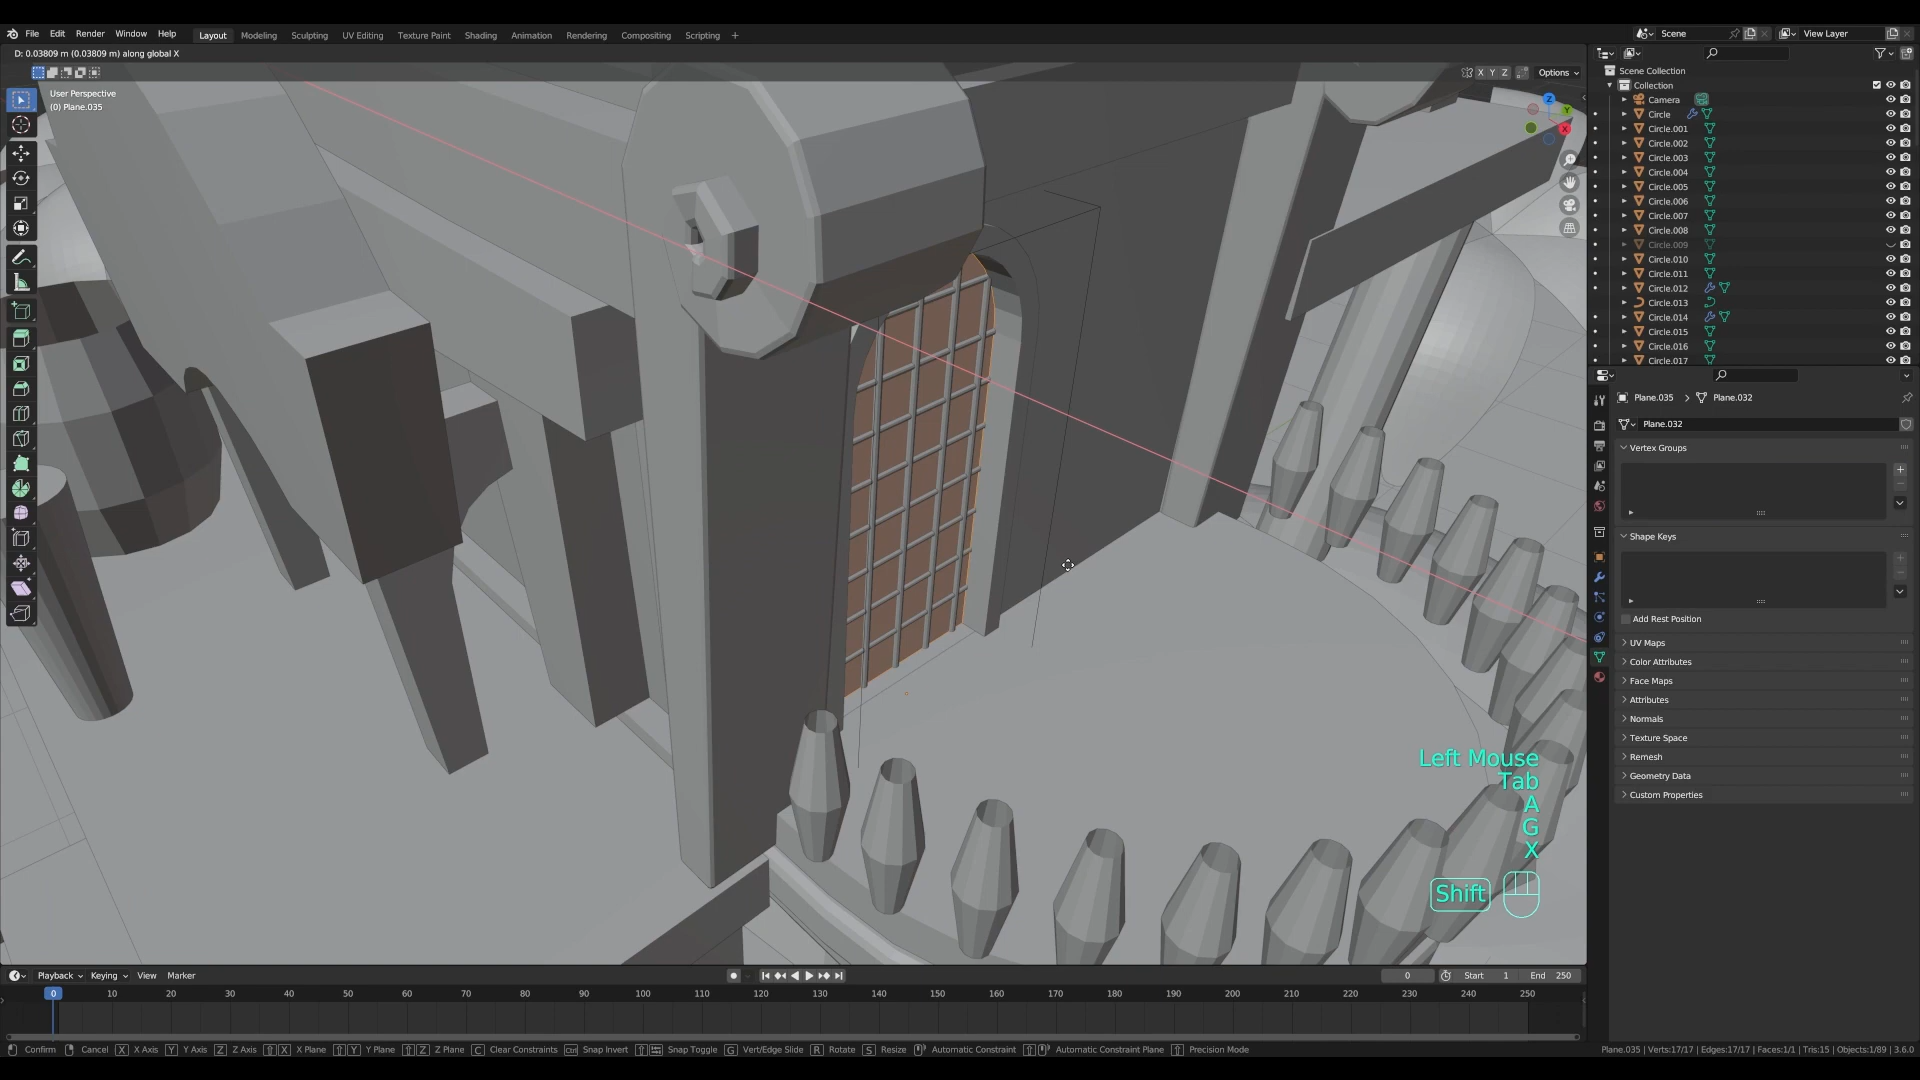 File Edit Render Window Help Layout Modeling Sculpting UV Editing Texture Paint Shading Animation Rendering Compositing Scripting + Scene View Layer
D: 0.03809 m (0.03809 m) along global X
X Y Z Options
User Perspective
(0) Plane.035
Z
Y
X
Scene Collection
Collection
Camera
Circle
Circle.001
Circle.002
Circle.003
Circle.004
Circle.005
Circle.006
Circle.007
Circle.008
Circle.009
Circle.010
Circle.011
Circle.012
Circle.013
Circle.014
Circle.015
Circle.016
Circle.017
Plane.035 > Plane.032
Plane.032
Vertex Groups
Shape Keys
Add Rest Position
UV Maps
Color Attributes
Face Maps
Attributes
Normals
Texture Space
Remesh
Geometry Data
Custom Properties
Left Mouse
Tab
A
G
X
Shift
Playback Keying View Marker 0 Start 1 End 250
0 10 20 30 40 50 60 70 80 90 100 110 120 130 140 150 160 170 180 190 200 210 220 230 240 250
Confirm Cancel X X Axis Y Y Axis Z Z Axis X X Plane Y Y Plane Z Z Plane C Clear Constraints Ctrl Snap Invert Snap Toggle G Vert/Edge Slide R Rotate S Resize Automatic Constraint Automatic Constraint Plane Precision Mode Plane.035 | Verts:17/17 | Edges:17/17 | Faces:1/1 | Tris:15 | Objects:1/89 | 3.6.0